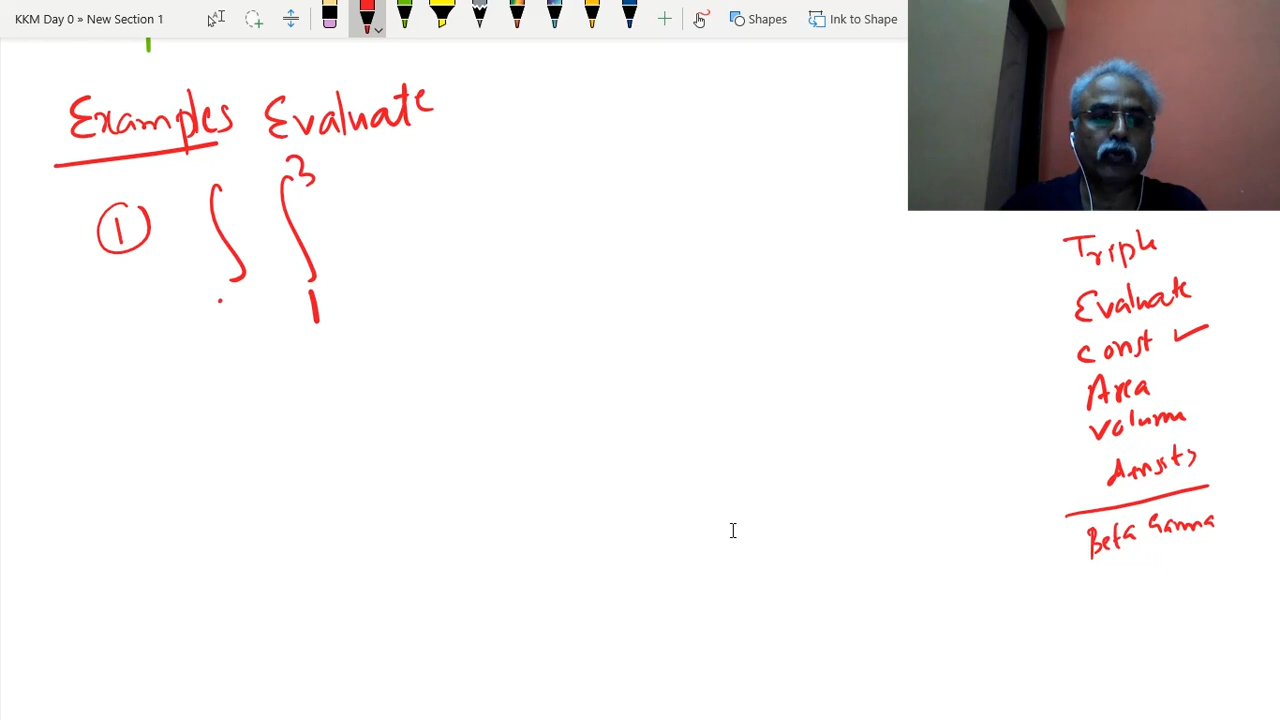 KKM Day 0 » New Section 1
Shapes
Ink to Shape
Examples Evaluate
① ∫ ∫
3
1
Triple
Evaluate
Const ✓
Area
Volume
Beta Gamma